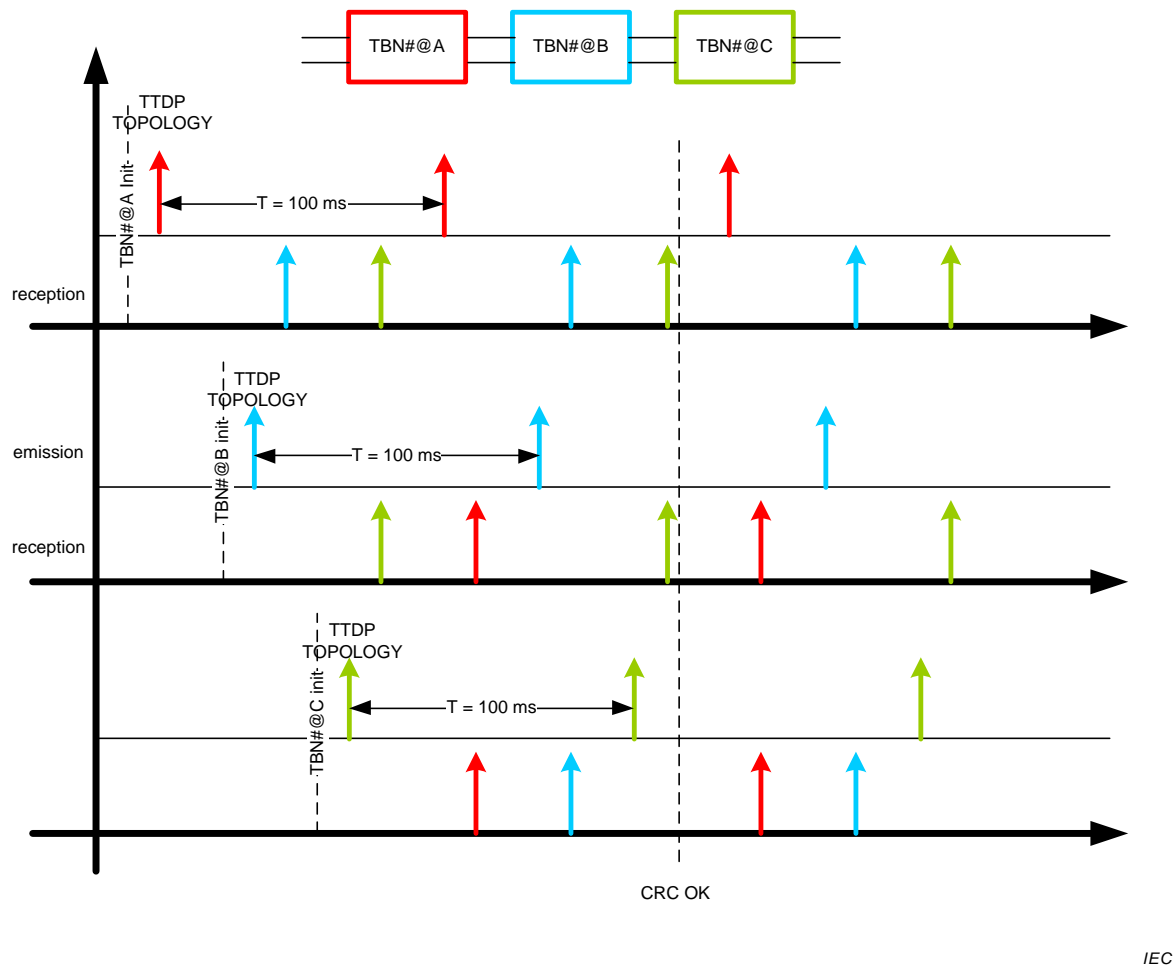 TBN#@A
TBN#@B
TBN#@C
TTDP
TOPOLOGY
TBN#@A Init
T = 100 ms
reception
TTDP
TOPOLOGY
TBN#@B init
emission
T = 100 ms
reception
TTDP
TOPOLOGY
TBN#@C init
T = 100 ms
CRC OK
IEC